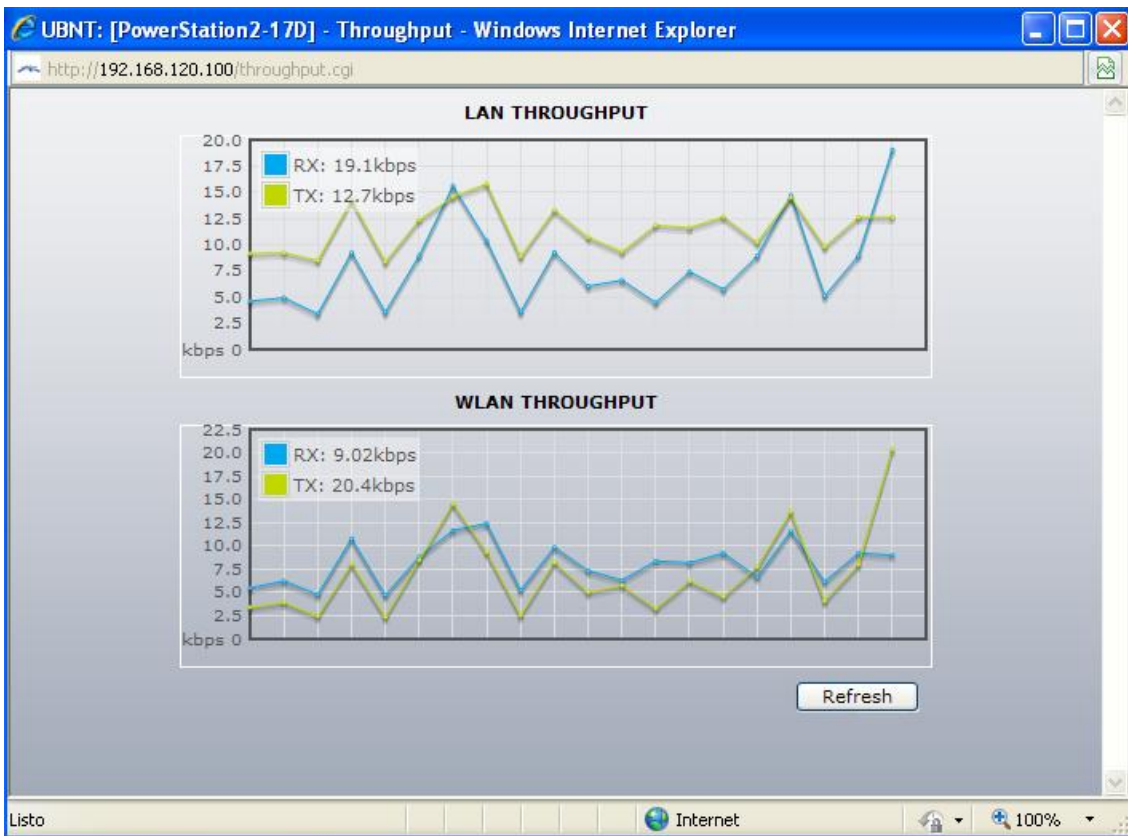 UBNT: [PowerStation2-17D] - Throughput - Windows Internet Explorer
http://192.168.120.100/throughput.cgi
LAN THROUGHPUT
20.0
17.5
15.0
12.5
10.0
7.5
5.0
2.5
kbps 0
RX: 19.1kbps
TX: 12.7kbps
WLAN THROUGHPUT
22.5
20.0
17.5
15.0
12.5
10.0
7.5
5.0
2.5
kbps 0
RX: 9.02kbps
TX: 20.4kbps
Refresh
Listo
Internet
100%